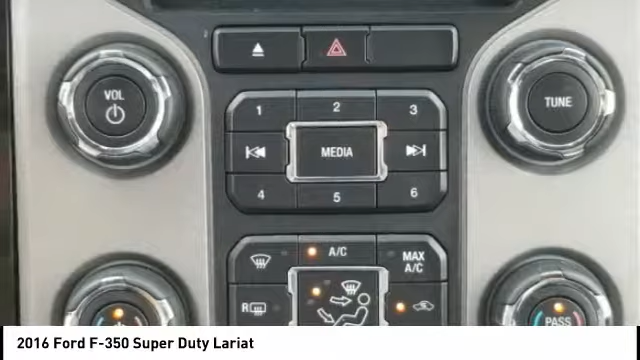 VOL
TUNE
1 2 3
MEDIA
4 5 6
A/C
MAX
A/C
R
PASS
2016 Ford F-350 Super Duty Lariat